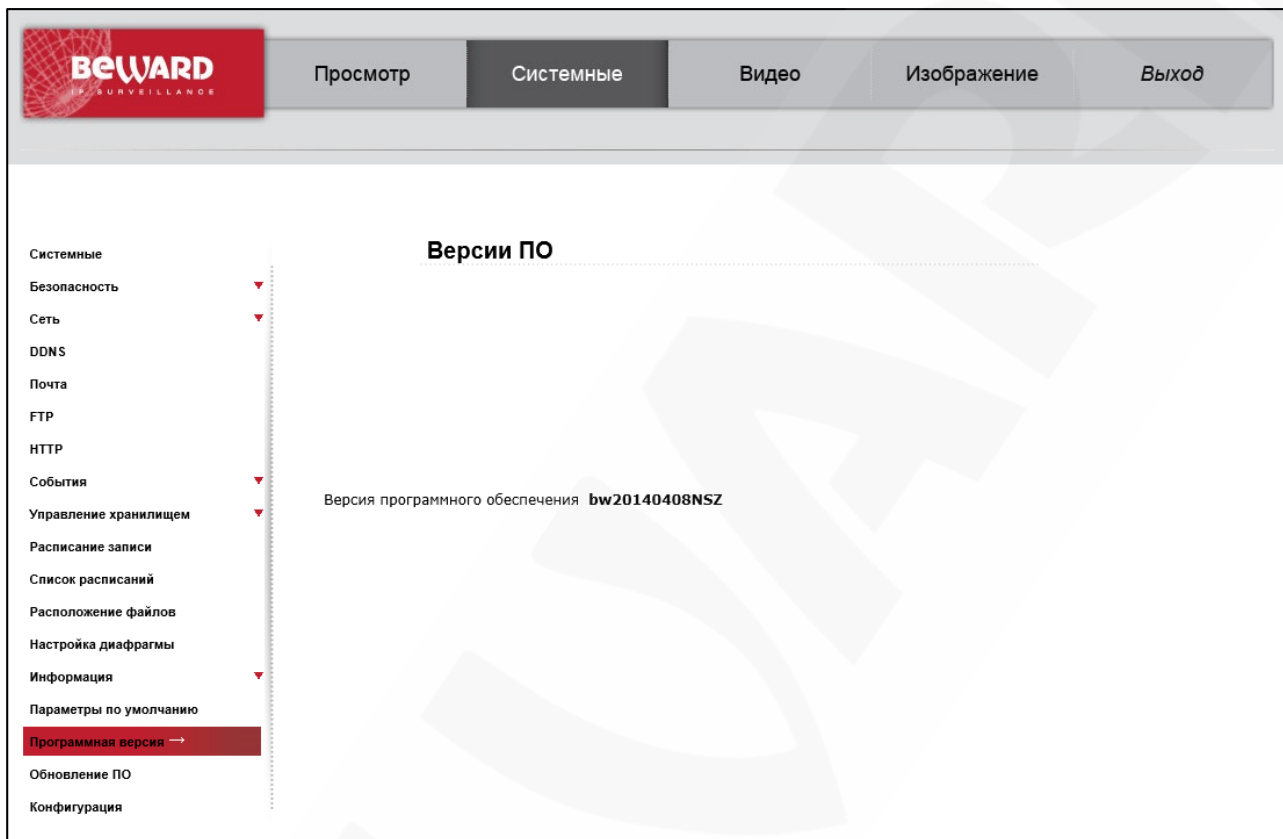 BEWARD
IP SURVEILLANCE
Просмотр
Системные
Видео
Изображение
Выход
Версии ПО
Системные
Безопасность
Сеть
DDNS
Почта
FTP
HTTP
События
Управление хранилищем
Расписание записи
Список расписаний
Расположение файлов
Настройка диафрагмы
Информация
Параметры по умолчанию
Программная версия →
Обновление ПО
Конфигурация
Версия программного обеспечения bw20140408NSZ